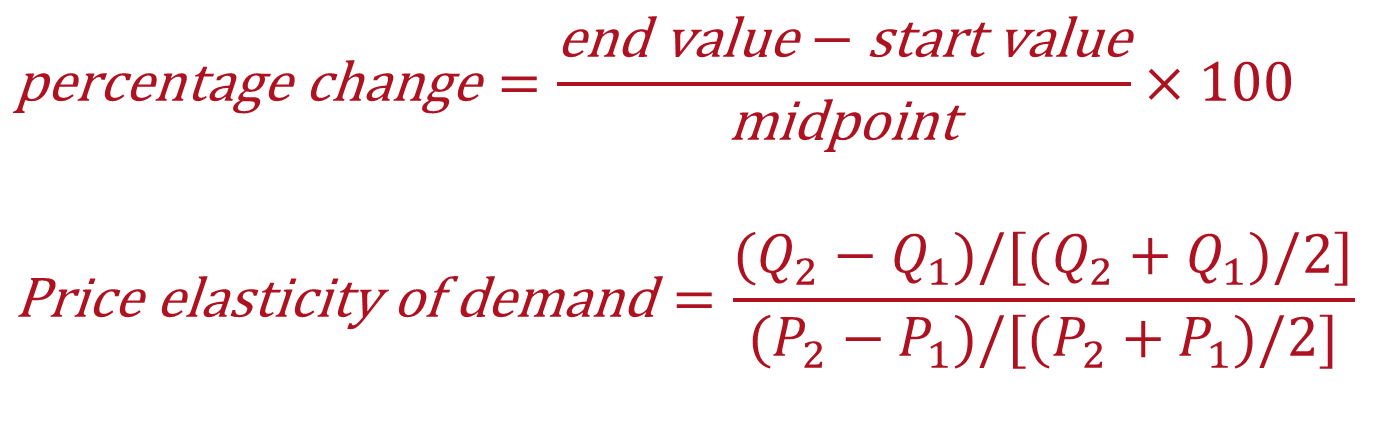 percentage change = (end value − start value)/midpoint × 100
Price elasticity of demand = ((Q₂ − Q₁)/[(Q₂ + Q₁)/2])/((P₂ − P₁)/[(P₂ + P₁)/2])